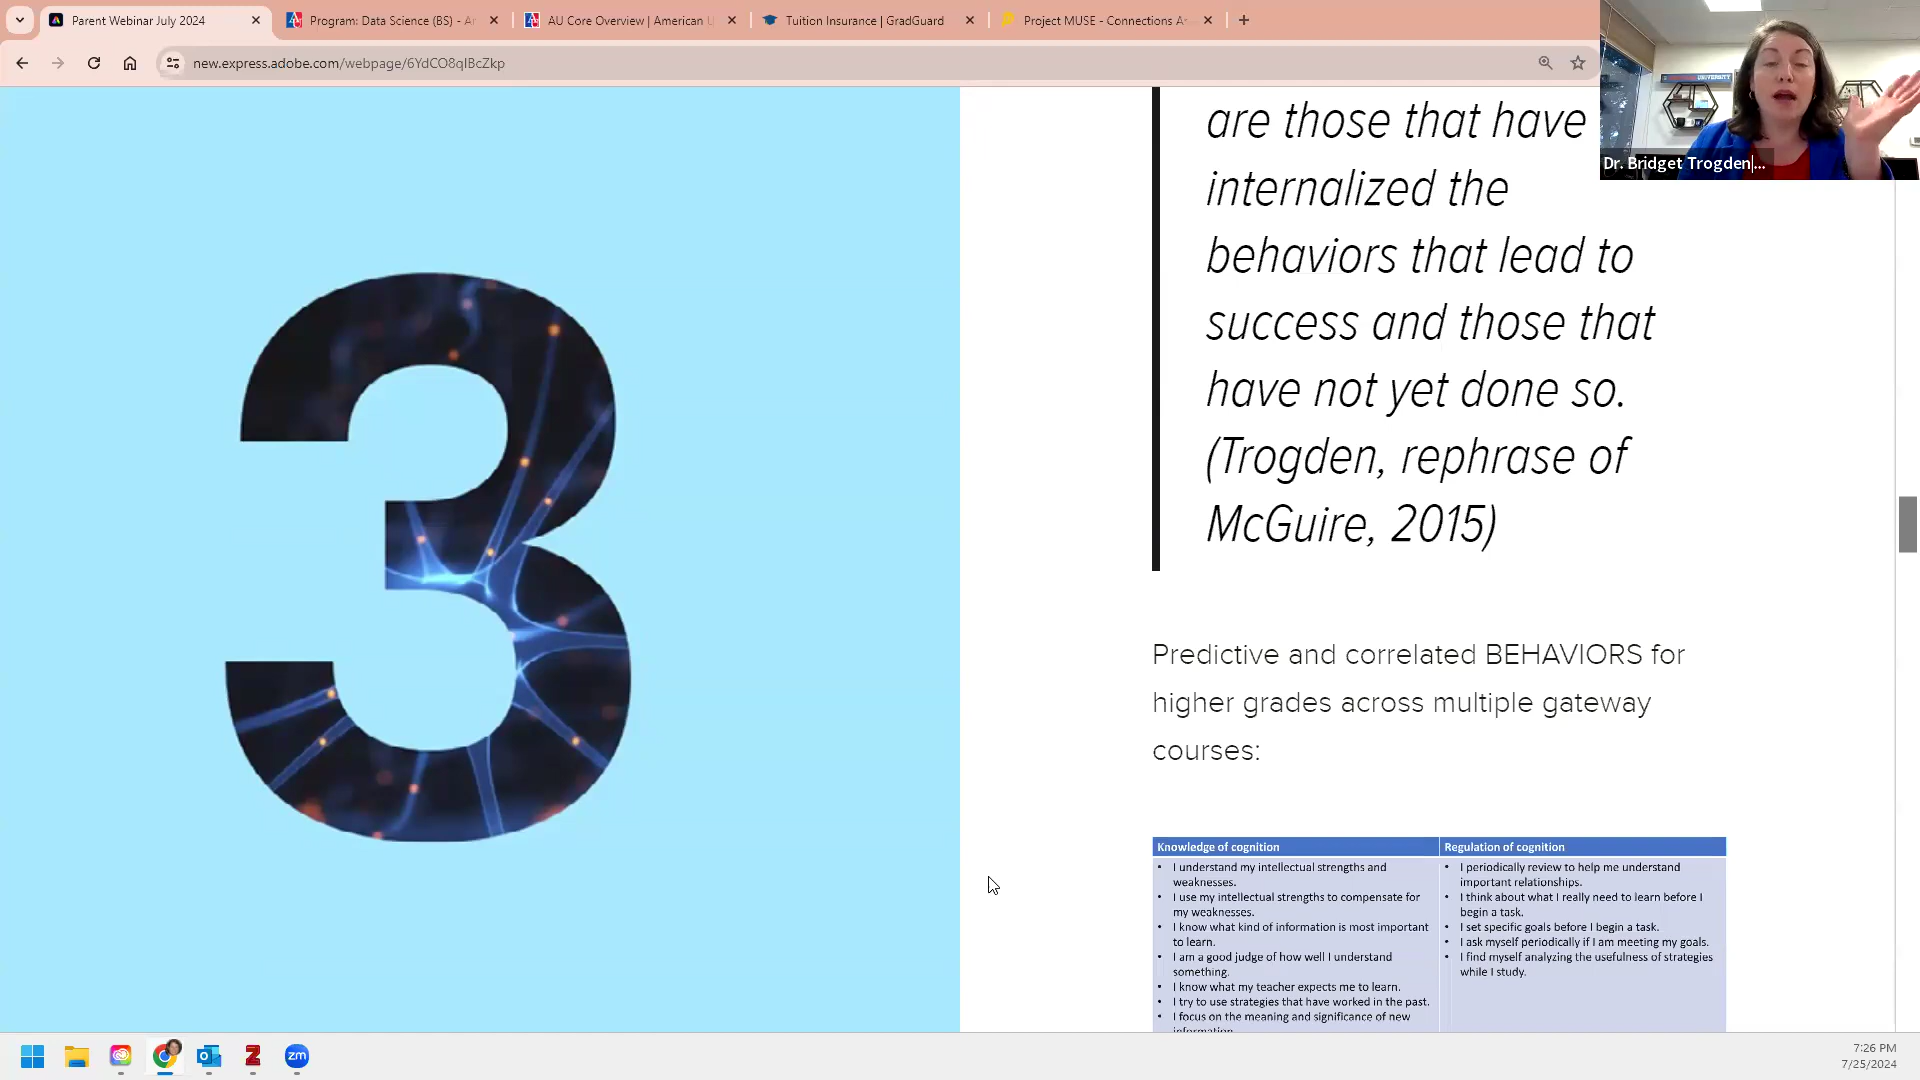 Parent Webinar July 2024
Program: Data Science (BS) - A
AU Core Overview | American U
Tuition Insurance | GradGuard
Project MUSE - Connections A
new.express.adobe.com/webpage/6YdCO8qIBcZkp
UNIVERSITY
Dr. Bridget Trogden|...
3
are those that have
internalized the
behaviors that lead to
success and those that
have not yet done so.
(Trogden, rephrase of
McGuire, 2015)
Predictive and correlated BEHAVIORS for
higher grades across multiple gateway
courses:
Knowledge of cognition
• I understand my intellectual strengths and
weaknesses.
• I use my intellectual strengths to compensate for
my weaknesses.
• I know what kind of information is most important
to learn.
• I am a good judge of how well I understand
something.
• I know what my teacher expects me to learn.
• I try to use strategies that have worked in the past.
• I focus on the meaning and significance of new
information.
Regulation of cognition
• I periodically review to help me understand
important relationships.
• I think about what I really need to learn before I
begin a task.
• I set specific goals before I begin a task.
• I ask myself periodically if I am meeting my goals.
• I find myself analyzing the usefulness of strategies
while I study.
zm
7:26 PM
7/25/2024